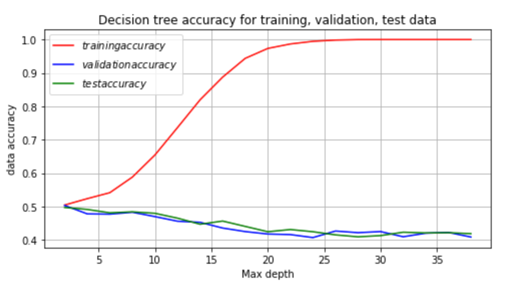 Decision tree accuracy for training, validation, test data
trainingaccuracy
validationaccuracy
testaccuracy
1.0
0.9
0.8
0.7
0.6
0.5
0.4
data accuracy
5 10 15 20 25 30 35
Max depth